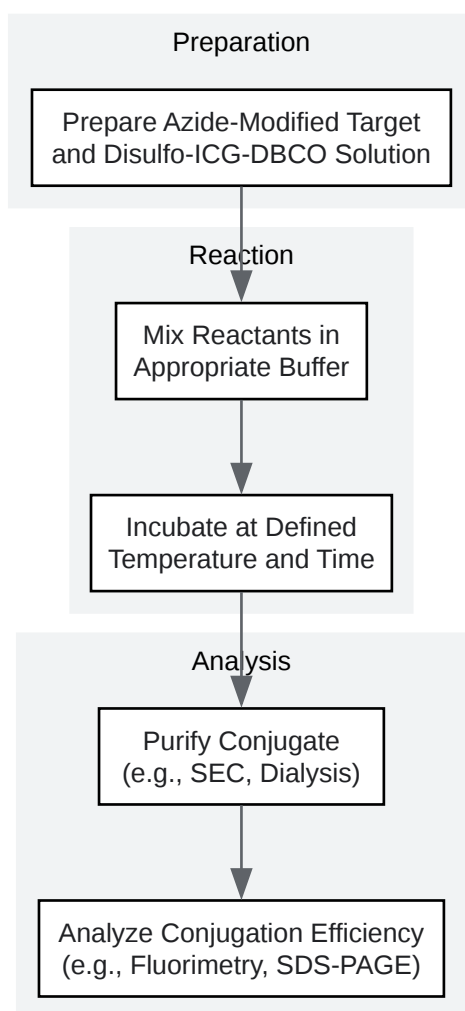 Preparation
Prepare Azide-Modified Target
and Disulfo-ICG-DBCO Solution
Reaction
Mix Reactants in
Appropriate Buffer
Incubate at Defined
Temperature and Time
Analysis
Purify Conjugate
(e.g., SEC, Dialysis)
Analyze Conjugation Efficiency
(e.g., Fluorimetry, SDS-PAGE)